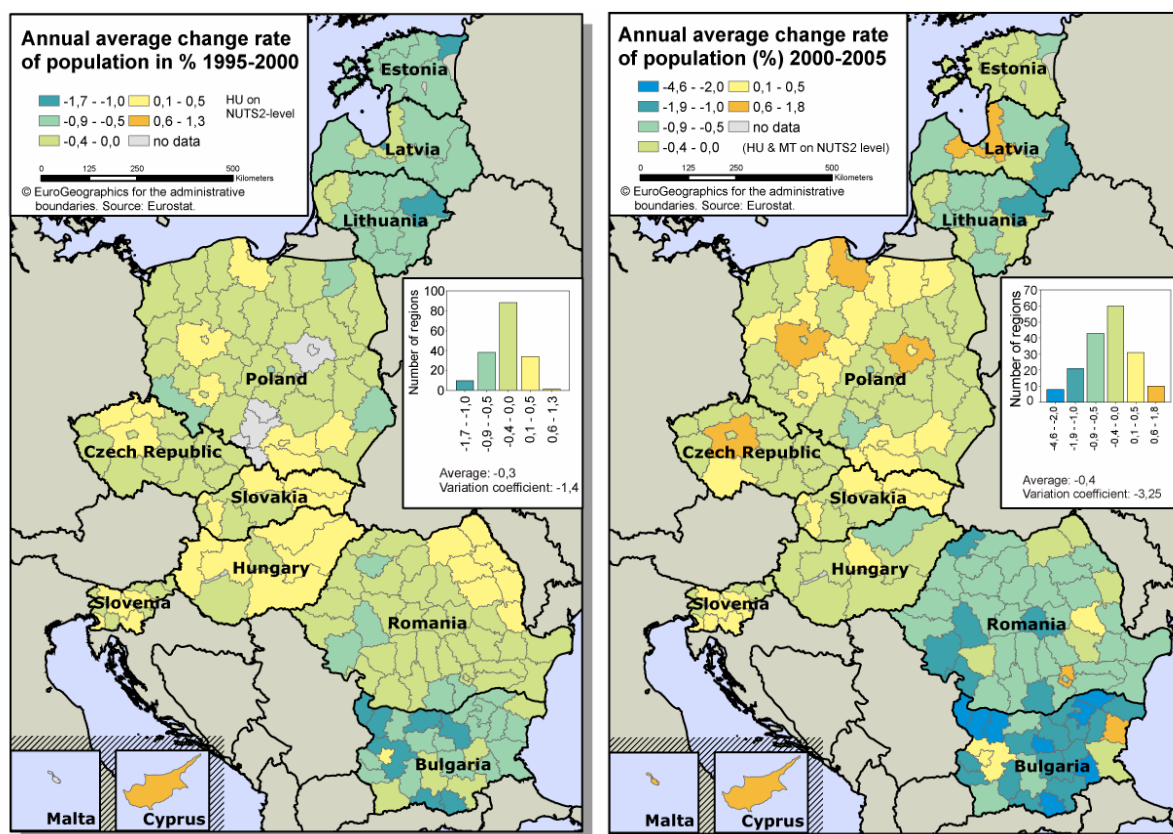 Annual average change rate
of population in % 1995-2000
-1,7 - -1,0
0,1 - 0,5
HU on
NUTS2-level
-0,9 - -0,5
0,6 - 1,3
-0,4 - 0,0
no data
0 125 250 500
Kilometers
© EuroGeographics for the administrative
boundaries. Source: Eurostat.
Estonia
Latvia
Lithuania
Poland
Czech Republic
Slovakia
Hungary
Slovenia
Romania
Bulgaria
Malta
Cyprus
Number of regions
100
80
60
40
20
0
-1,7 - -1,0
-0,9 - -0,5
-0,4 - 0,0
0,1 - 0,5
0,6 - 1,3
Average: -0,3
Variation coefficient: -1,4
Annual average change rate
of population (%) 2000-2005
-4,6 - -2,0
0,1 - 0,5
-1,9 - -1,0
0,6 - 1,8
-0,9 - -0,5
no data
-0,4 - 0,0
(HU & MT on NUTS2 level)
0 125 250 500
Kilometers
© EuroGeographics for the administrative
boundaries. Source: Eurostat.
Estonia
Latvia
Lithuania
Poland
Czech Republic
Slovakia
Hungary
Slovenia
Romania
Bulgaria
Malta
Cyprus
Number of regions
70
60
50
40
30
20
10
0
-4,6 - -2,0
-1,9 - -1,0
-0,9 - -0,5
-0,4 - 0,0
0,1 - 0,5
0,6 - 1,8
Average: -0,4
Variation coefficient: -3,25